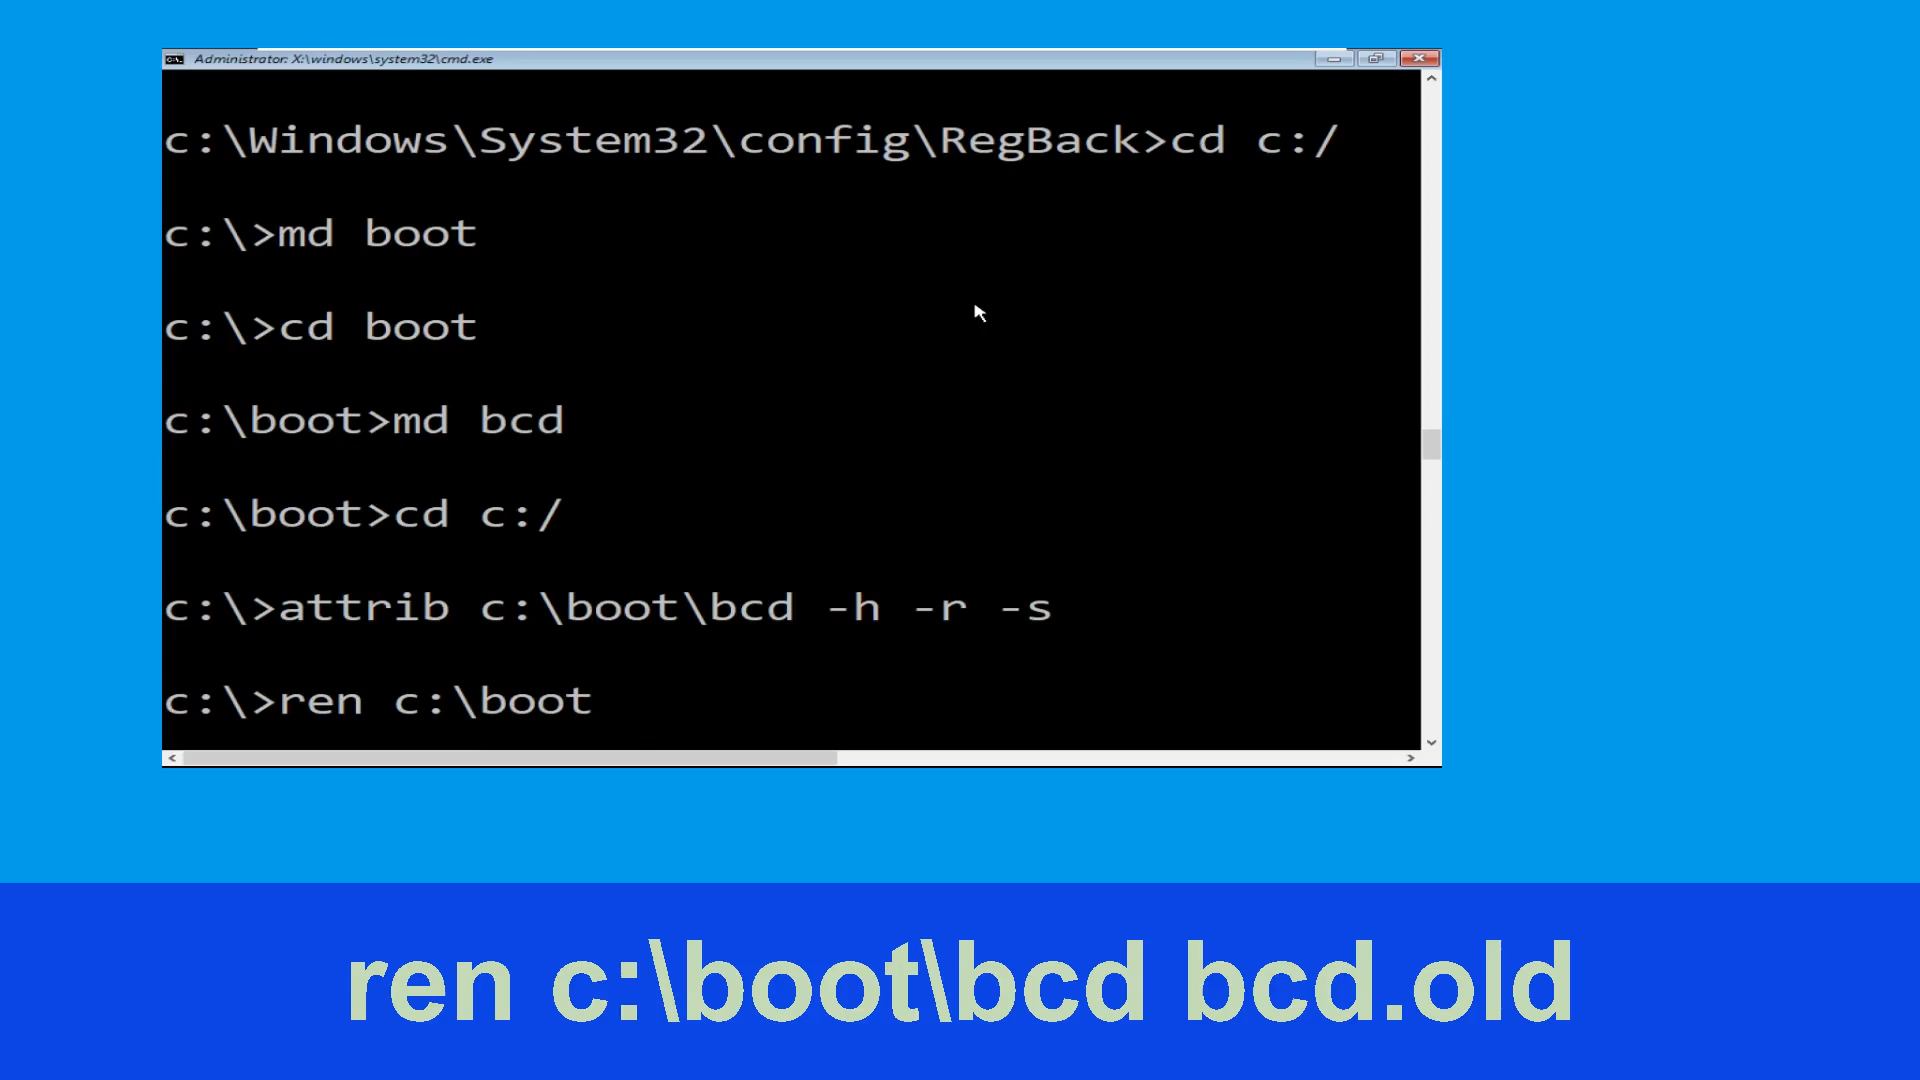 Administrator: X:\windows\system32\cmd.exe
c:\Windows\System32\config\RegBack>cd c:/
c:\>md boot
c:\>cd boot
c:\boot>md bcd
c:\boot>cd c:/
c:\>attrib c:\boot\bcd -h -r -s
c:\>ren c:\boot
ren c:\boot\bcd bcd.old